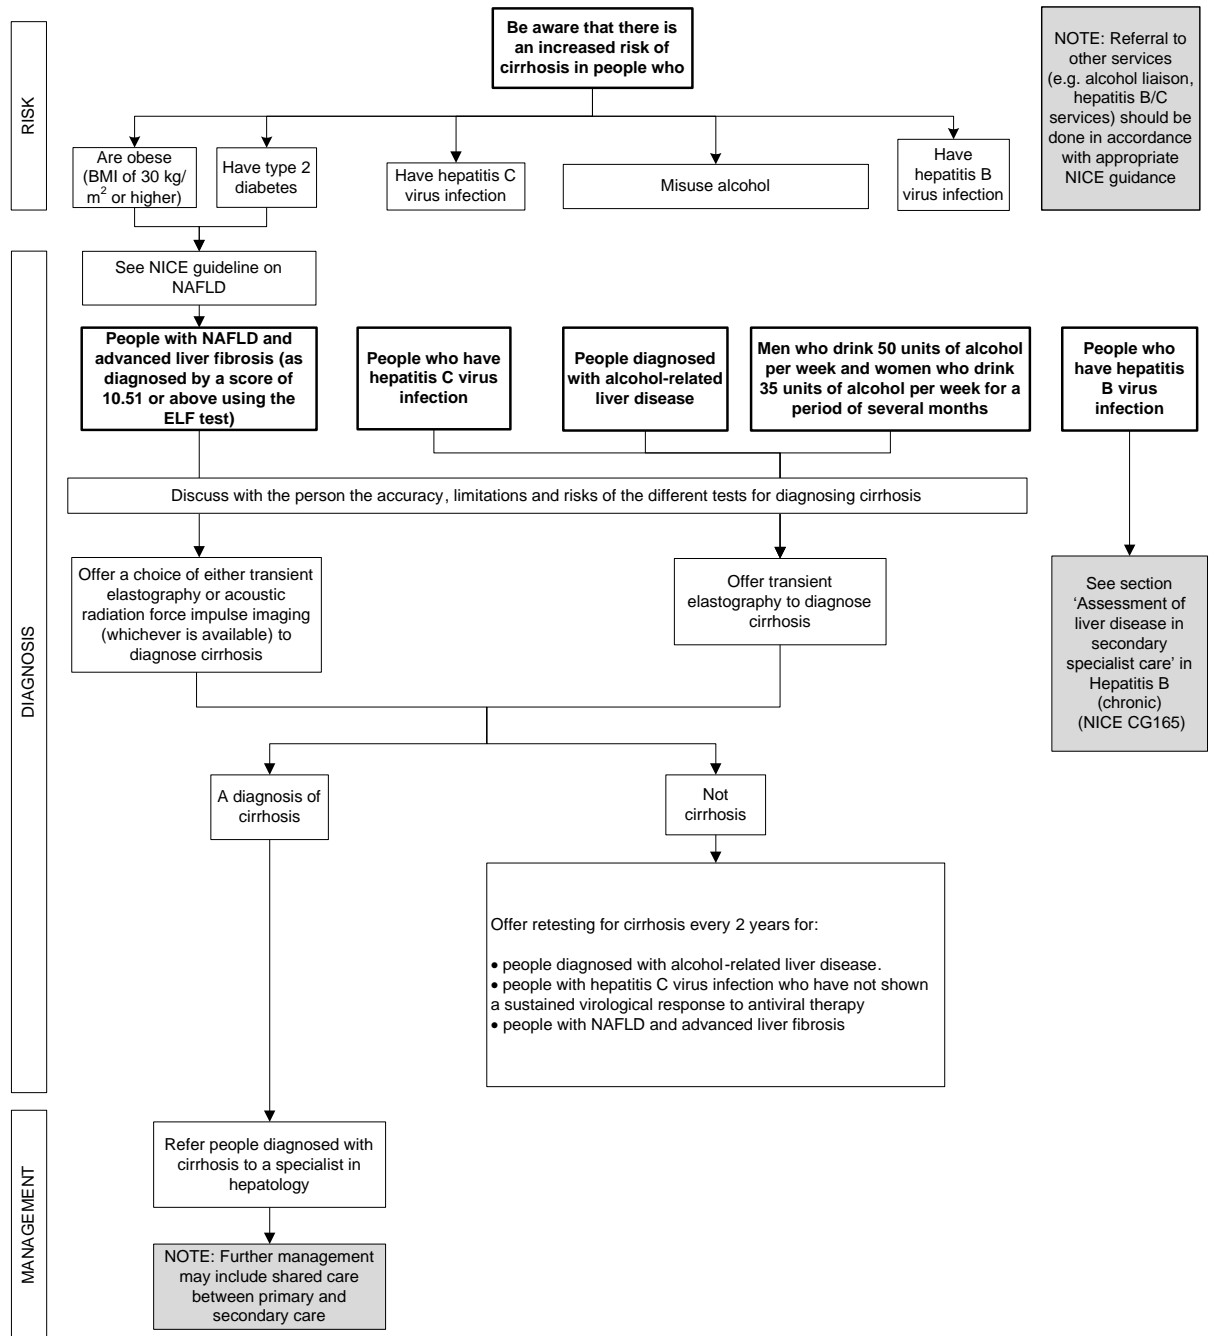 Be aware that there is
an increased risk of
cirrhosis in people who
NOTE: Referral to
other services
(e.g. alcohol liaison,
hepatitis B/C
services) should be
done in accordance
with appropriate
NICE guidance
RISK
Are obese
(BMI of 30 kg/
m² or higher)
Have type 2
diabetes
Have hepatitis C
virus infection
Misuse alcohol
Have
hepatitis B
virus infection
DIAGNOSIS
See NICE guideline on
NAFLD
People with NAFLD and
advanced liver fibrosis (as
diagnosed by a score of
10.51 or above using the
ELF test)
People who have
hepatitis C virus
infection
People diagnosed
with alcohol-related
liver disease
Men who drink 50 units of alcohol
per week and women who drink
35 units of alcohol per week for a
period of several months
People who
have hepatitis
B virus
infection
Discuss with the person the accuracy, limitations and risks of the different tests for diagnosing cirrhosis
Offer a choice of either transient
elastography or acoustic
radiation force impulse imaging
(whichever is available) to
diagnose cirrhosis
Offer transient
elastography to diagnose
cirrhosis
See section
‘Assessment of
liver disease in
secondary
specialist care’ in
Hepatitis B
(chronic)
(NICE CG165)
A diagnosis of
cirrhosis
Not
cirrhosis
Offer retesting for cirrhosis every 2 years for:
• people diagnosed with alcohol-related liver disease.
• people with hepatitis C virus infection who have not shown
a sustained virological response to antiviral therapy
• people with NAFLD and advanced liver fibrosis
MANAGEMENT
Refer people diagnosed with
cirrhosis to a specialist in
hepatology
NOTE: Further management
may include shared care
between primary and
secondary care